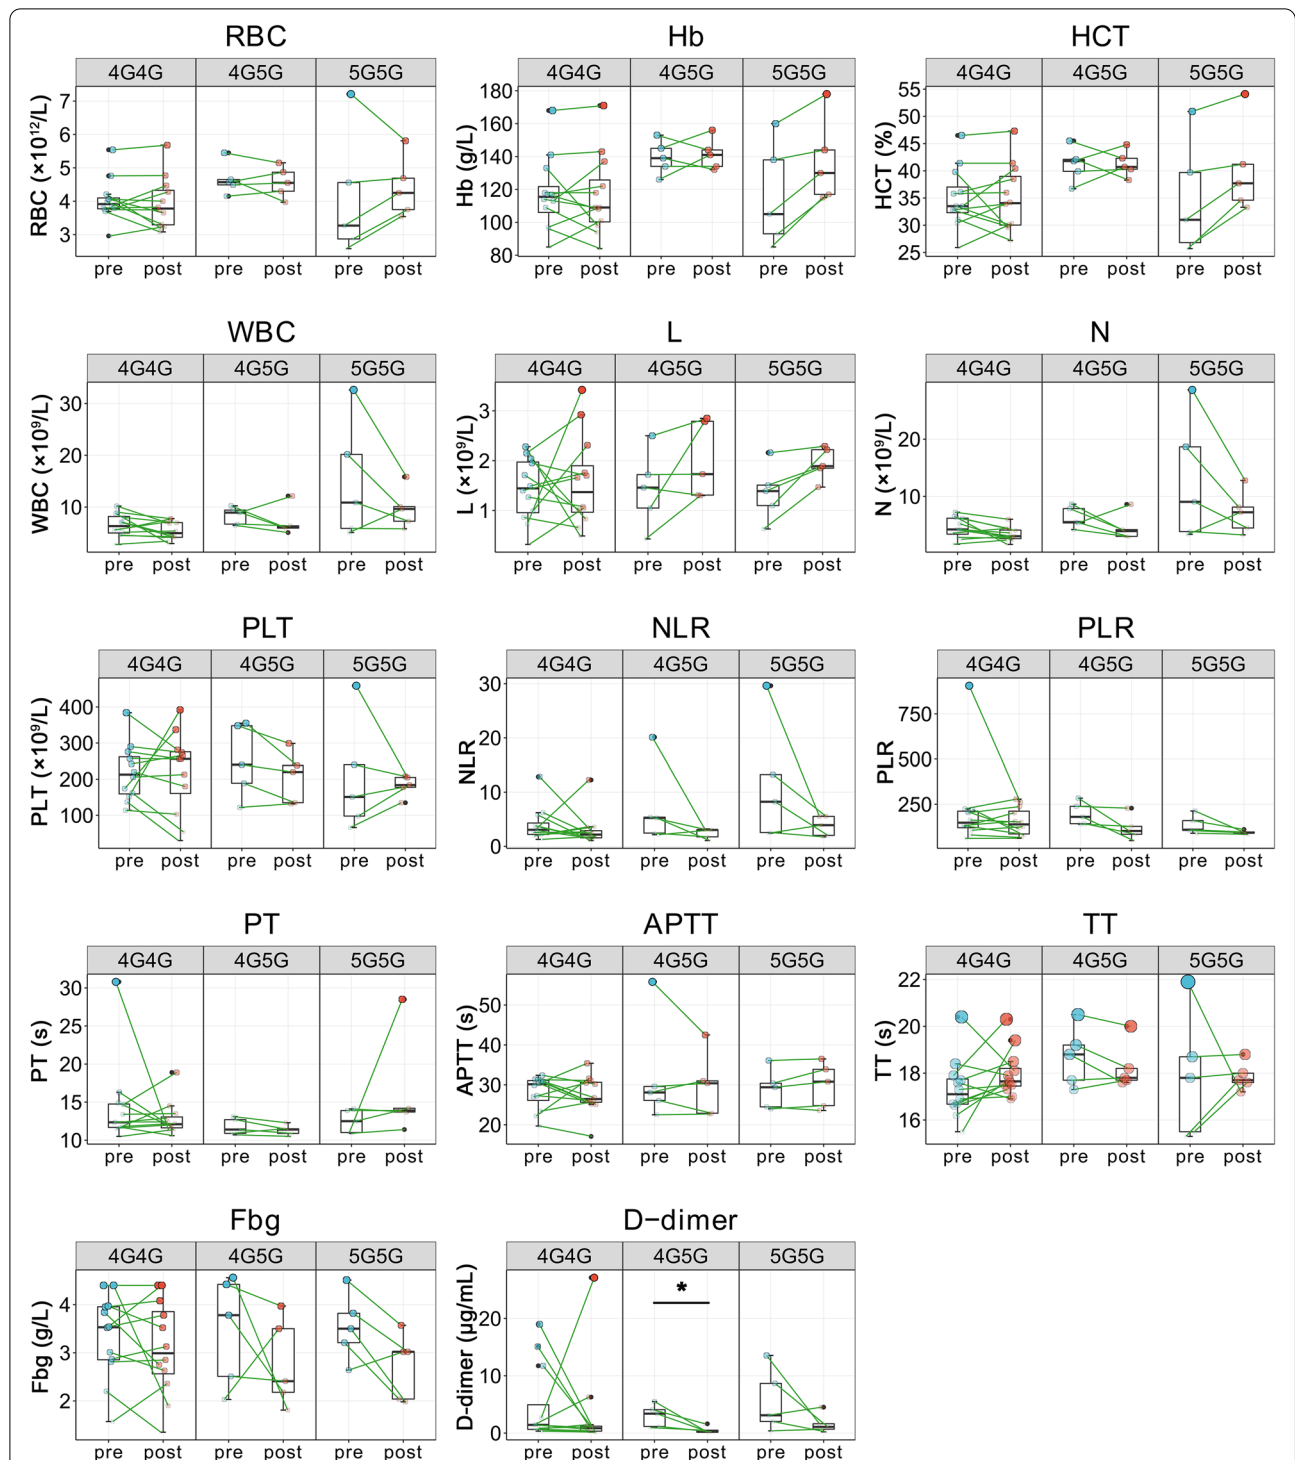 RBC Hb HCT
4G4G 4G5G 5G5G 4G4G 4G5G 5G5G 4G4G 4G5G 5G5G
RBC (×10¹²/L) 7 6 5 4 3
Hb (g/L) 180 160 140 120 100 80
HCT (%) 55 50 45 40 35 30 25
pre post pre post pre post pre post pre post pre post pre post pre post pre post
WBC L N
4G4G 4G5G 5G5G 4G4G 4G5G 5G5G 4G4G 4G5G 5G5G
WBC (×10⁹/L) 30 20 10
L (×10⁹/L) 3 2 1
N (×10⁹/L) 20 10
pre post pre post pre post pre post pre post pre post pre post pre post pre post
PLT NLR PLR
4G4G 4G5G 5G5G 4G4G 4G5G 5G5G 4G4G 4G5G 5G5G
PLT (×10⁹/L) 400 300 200 100
NLR 30 20 10 0
PLR 750 500 250
pre post pre post pre post pre post pre post pre post pre post pre post pre post
PT APTT TT
4G4G 4G5G 5G5G 4G4G 4G5G 5G5G 4G4G 4G5G 5G5G
PT (s) 30 25 20 15 10
APTT (s) 50 40 30 20
TT (s) 22 20 18 16
pre post pre post pre post pre post pre post pre post pre post pre post pre post
Fbg D−dimer
4G4G 4G5G 5G5G 4G4G 4G5G 5G5G
Fbg (g/L) 4 3 2
D-dimer (μg/mL) 20 10 0
*
pre post pre post pre post pre post pre post pre post